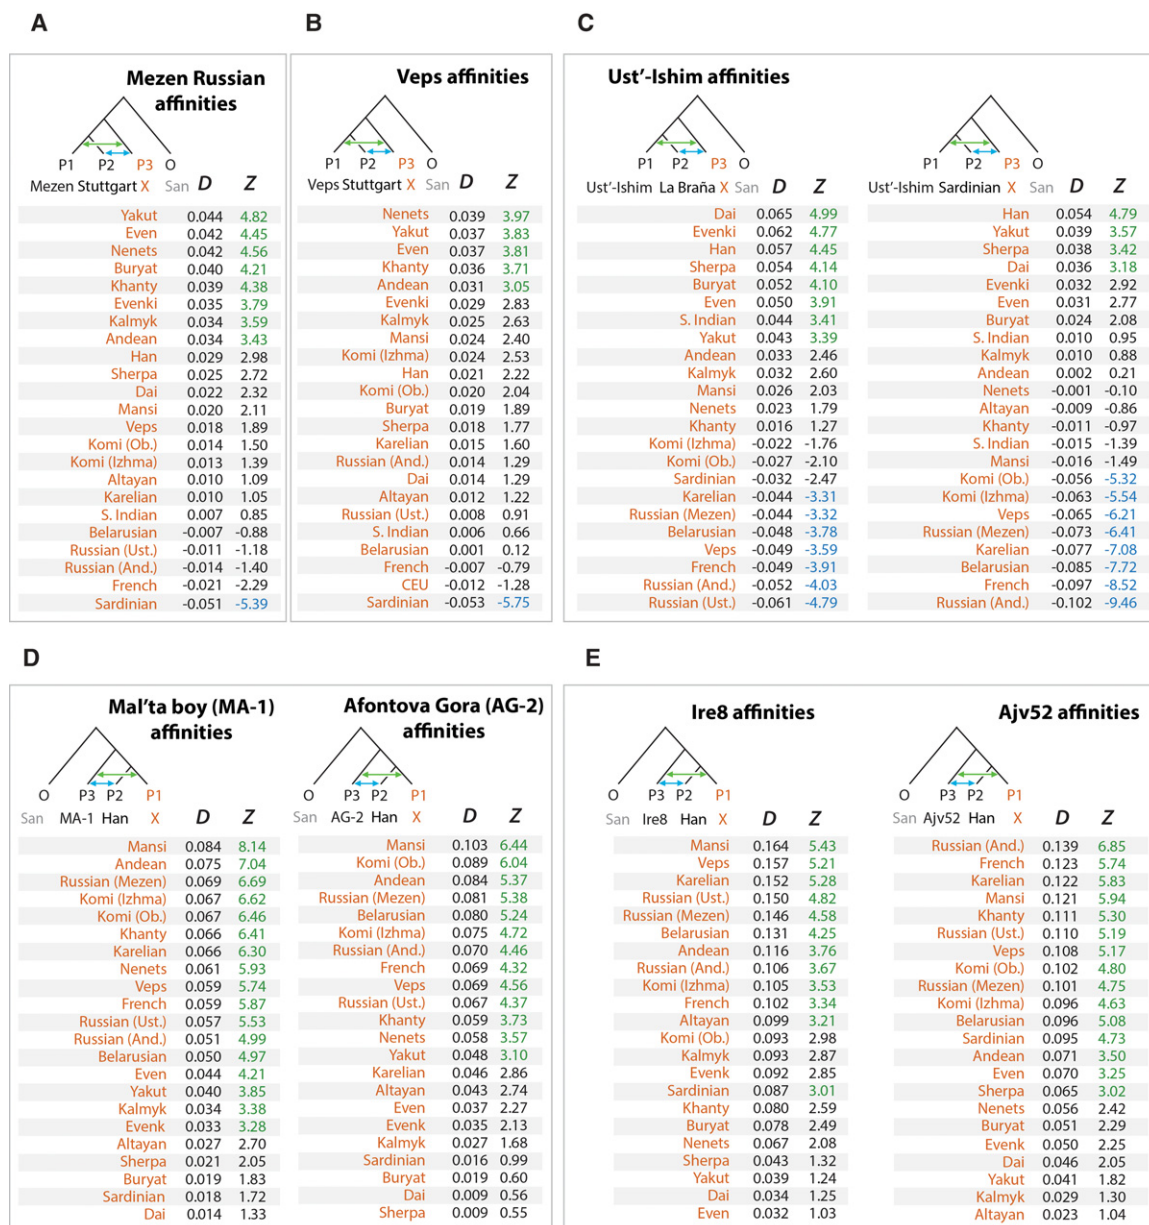 A
Mezen Russian
affinities
P1 P2 P3 O
Mezen Stuttgart X San D Z
Yakut 0.044 4.82
Even 0.042 4.45
Nenets 0.042 4.56
Buryat 0.040 4.21
Khanty 0.039 4.38
Evenki 0.035 3.79
Kalmyk 0.034 3.59
Andean 0.034 3.43
Han 0.029 2.98
Sherpa 0.025 2.72
Dai 0.022 2.32
Mansi 0.020 2.11
Veps 0.018 1.89
Komi (Ob.) 0.014 1.50
Komi (Izhma) 0.013 1.39
Altayan 0.010 1.09
Karelian 0.010 1.05
S. Indian 0.007 0.85
Belarusian -0.007 -0.88
Russian (Ust.) -0.011 -1.18
Russian (And.) -0.014 -1.40
French -0.021 -2.29
Sardinian -0.051 -5.39
B
Veps affinities
P1 P2 P3 O
Veps Stuttgart X San D Z
Nenets 0.039 3.97
Yakut 0.037 3.83
Even 0.037 3.81
Khanty 0.036 3.71
Andean 0.031 3.05
Evenki 0.029 2.83
Kalmyk 0.025 2.63
Mansi 0.024 2.40
Komi (Izhma) 0.024 2.53
Han 0.021 2.22
Komi (Ob.) 0.020 2.04
Buryat 0.019 1.89
Sherpa 0.018 1.77
Karelian 0.015 1.60
Russian (And.) 0.014 1.29
Dai 0.014 1.29
Altayan 0.012 1.22
Russian (Ust.) 0.008 0.91
S. Indian 0.006 0.66
Belarusian 0.001 0.12
French -0.007 -0.79
CEU -0.012 -1.28
Sardinian -0.053 -5.75
C
Ust'-Ishim affinities
P1 P2 P3 O
Ust'-Ishim La Braña X San D Z
Dai 0.065 4.99
Evenki 0.062 4.77
Han 0.057 4.45
Sherpa 0.054 4.14
Buryat 0.052 4.10
Even 0.050 3.91
S. Indian 0.044 3.41
Yakut 0.043 3.39
Andean 0.033 2.46
Kalmyk 0.032 2.60
Mansi 0.026 2.03
Nenets 0.023 1.79
Khanty 0.016 1.27
Komi (Izhma) -0.022 -1.76
Komi (Ob.) -0.027 -2.10
Sardinian -0.032 -2.47
Karelian -0.044 -3.31
Russian (Mezen) -0.044 -3.32
Belarusian -0.048 -3.78
Veps -0.049 -3.59
French -0.049 -3.91
Russian (And.) -0.052 -4.03
Russian (Ust.) -0.061 -4.79
P1 P2 P3 O
Ust'-Ishim Sardinian X San D Z
Han 0.054 4.79
Yakut 0.039 3.57
Sherpa 0.038 3.42
Dai 0.036 3.18
Evenki 0.032 2.92
Even 0.031 2.77
Buryat 0.024 2.08
S. Indian 0.010 0.95
Kalmyk 0.010 0.88
Andean 0.002 0.21
Nenets -0.001 -0.10
Altayan -0.009 -0.86
Khanty -0.011 -0.97
S. Indian -0.015 -1.39
Mansi -0.016 -1.49
Komi (Ob.) -0.056 -5.32
Komi (Izhma) -0.063 -5.54
Veps -0.065 -6.21
Russian (Mezen) -0.073 -6.41
Karelian -0.077 -7.08
Belarusian -0.085 -7.72
French -0.097 -8.52
Russian (And.) -0.102 -9.46
D
Mal'ta boy (MA-1)
affinities
O P3 P2 P1
San MA-1 Han X D Z
Mansi 0.084 8.14
Andean 0.075 7.04
Russian (Mezen) 0.069 6.69
Komi (Izhma) 0.067 6.62
Komi (Ob.) 0.067 6.46
Khanty 0.066 6.41
Karelian 0.066 6.30
Nenets 0.061 5.93
Veps 0.059 5.74
French 0.059 5.87
Russian (Ust.) 0.057 5.53
Russian (And.) 0.051 4.99
Belarusian 0.050 4.97
Even 0.044 4.21
Yakut 0.040 3.85
Kalmyk 0.034 3.38
Evenk 0.033 3.28
Altayan 0.027 2.70
Sherpa 0.021 2.05
Buryat 0.019 1.83
Sardinian 0.018 1.72
Dai 0.014 1.33
Afontova Gora (AG-2)
affinities
O P3 P2 P1
San AG-2 Han X D Z
Mansi 0.103 6.44
Komi (Ob.) 0.089 6.04
Andean 0.084 5.37
Russian (Mezen) 0.081 5.38
Belarusian 0.080 5.24
Komi (Izhma) 0.075 4.72
Russian (And.) 0.070 4.46
French 0.069 4.32
Veps 0.069 4.56
Russian (Ust.) 0.067 4.37
Khanty 0.059 3.73
Nenets 0.058 3.57
Yakut 0.048 3.10
Karelian 0.046 2.86
Altayan 0.043 2.74
Even 0.037 2.27
Evenk 0.035 2.13
Kalmyk 0.027 1.68
Sardinian 0.016 0.99
Buryat 0.019 0.60
Dai 0.009 0.56
Sherpa 0.009 0.55
E
Ire8 affinities
O P3 P2 P1
San Ire8 Han X D Z
Mansi 0.164 5.43
Veps 0.157 5.21
Karelian 0.152 5.28
Russian (Ust.) 0.150 4.82
Russian (Mezen) 0.146 4.58
Belarusian 0.131 4.25
Andean 0.116 3.76
Russian (And.) 0.106 3.67
Komi (Izhma) 0.105 3.53
French 0.102 3.34
Altayan 0.099 3.21
Komi (Ob.) 0.093 2.98
Kalmyk 0.093 2.87
Evenk 0.092 2.85
Sardinian 0.087 3.01
Khanty 0.080 2.59
Buryat 0.078 2.49
Nenets 0.067 2.08
Sherpa 0.043 1.32
Yakut 0.039 1.24
Dai 0.034 1.25
Even 0.032 1.03
Ajv52 affinities
O P3 P2 P1
San Ajv52 Han X D Z
Russian (And.) 0.139 6.85
French 0.123 5.74
Karelian 0.122 5.83
Mansi 0.121 5.94
Khanty 0.111 5.30
Russian (Ust.) 0.110 5.19
Veps 0.108 5.17
Komi (Ob.) 0.102 4.80
Russian (Mezen) 0.101 4.75
Komi (Izhma) 0.096 4.63
Belarusian 0.096 5.08
Sardinian 0.095 4.73
Andean 0.071 3.50
Even 0.070 3.25
Sherpa 0.065 3.02
Nenets 0.056 2.42
Buryat 0.051 2.29
Evenk 0.050 2.25
Dai 0.046 2.05
Yakut 0.041 1.82
Kalmyk 0.029 1.30
Altayan 0.023 1.04